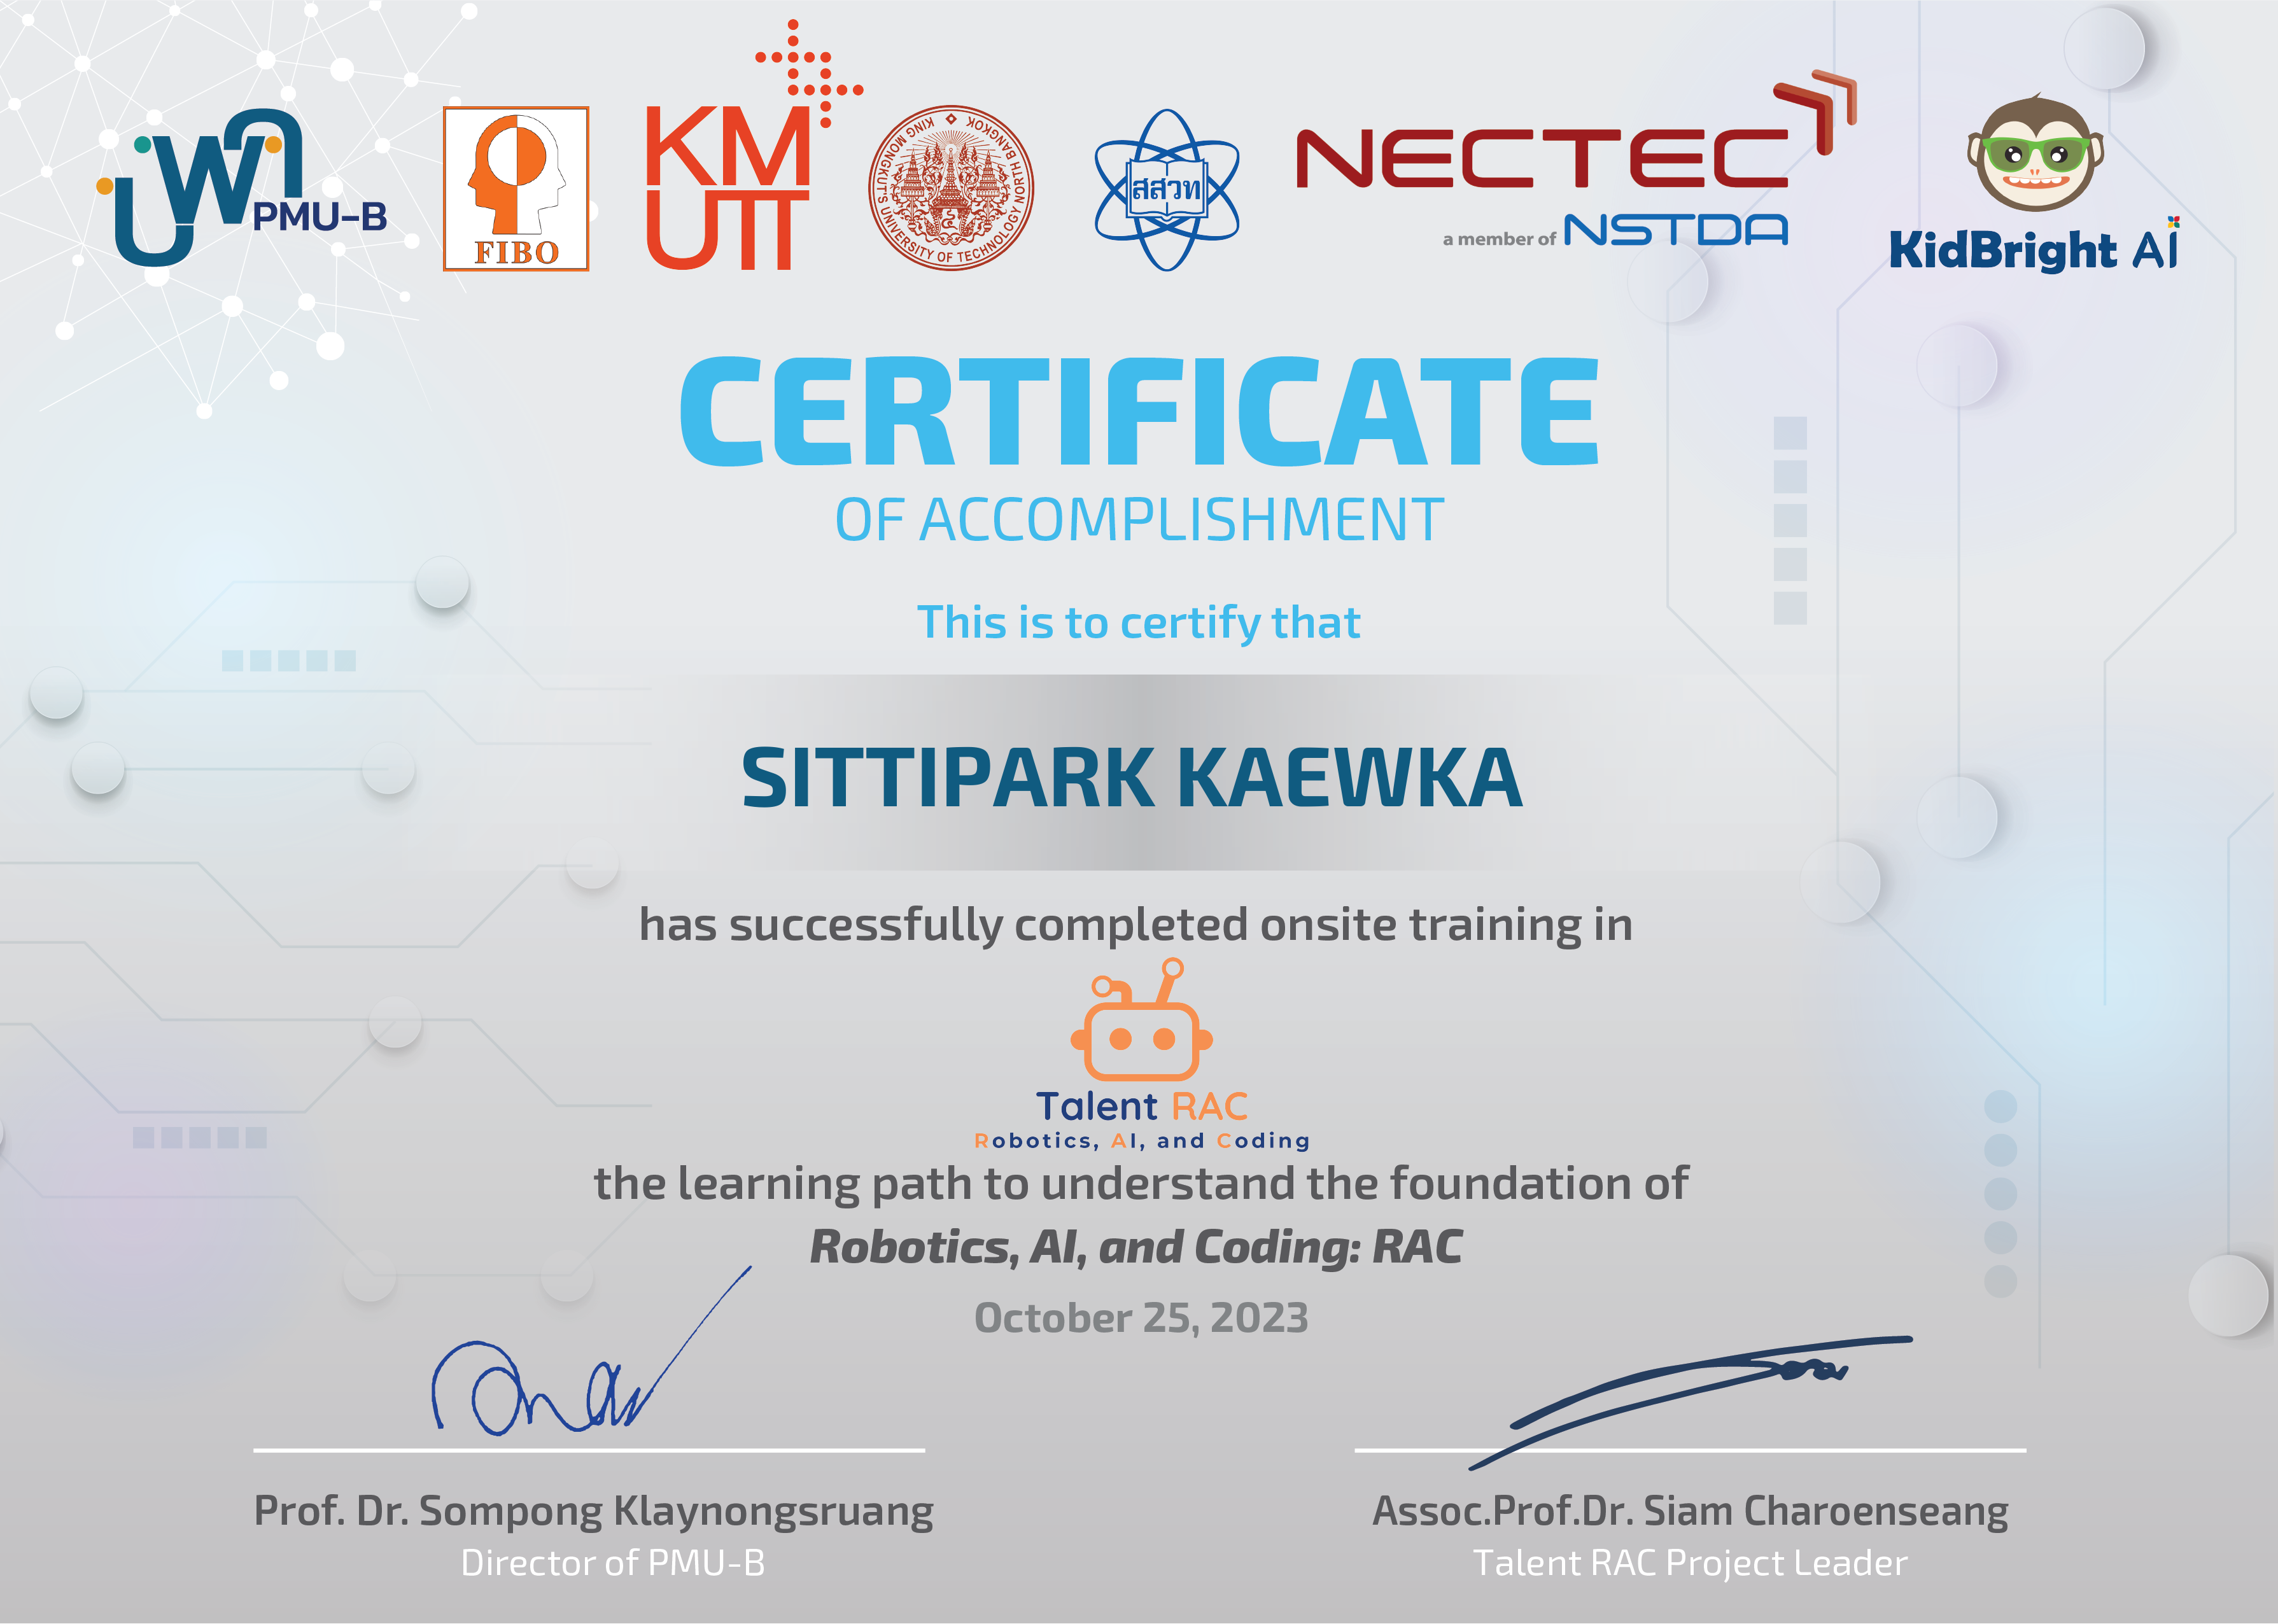 บพค
PMU-B
FIBO
KM
UTT
KING MONGKUT'S UNIVERSITY OF TECHNOLOGY NORTH BANGKOK
สสวท
NECTEC
a member of NSTDA
KidBright AI
CERTIFICATE
OF ACCOMPLISHMENT
This is to certify that
SITTIPARK KAEWKA
has successfully completed onsite training in
Talent RAC
Robotics, AI, and Coding
the learning path to understand the foundation of
Robotics, AI, and Coding: RAC
October 25, 2023
Prof. Dr. Sompong Klaynongsruang
Director of PMU-B
Assoc.Prof.Dr. Siam Charoenseang
Talent RAC Project Leader